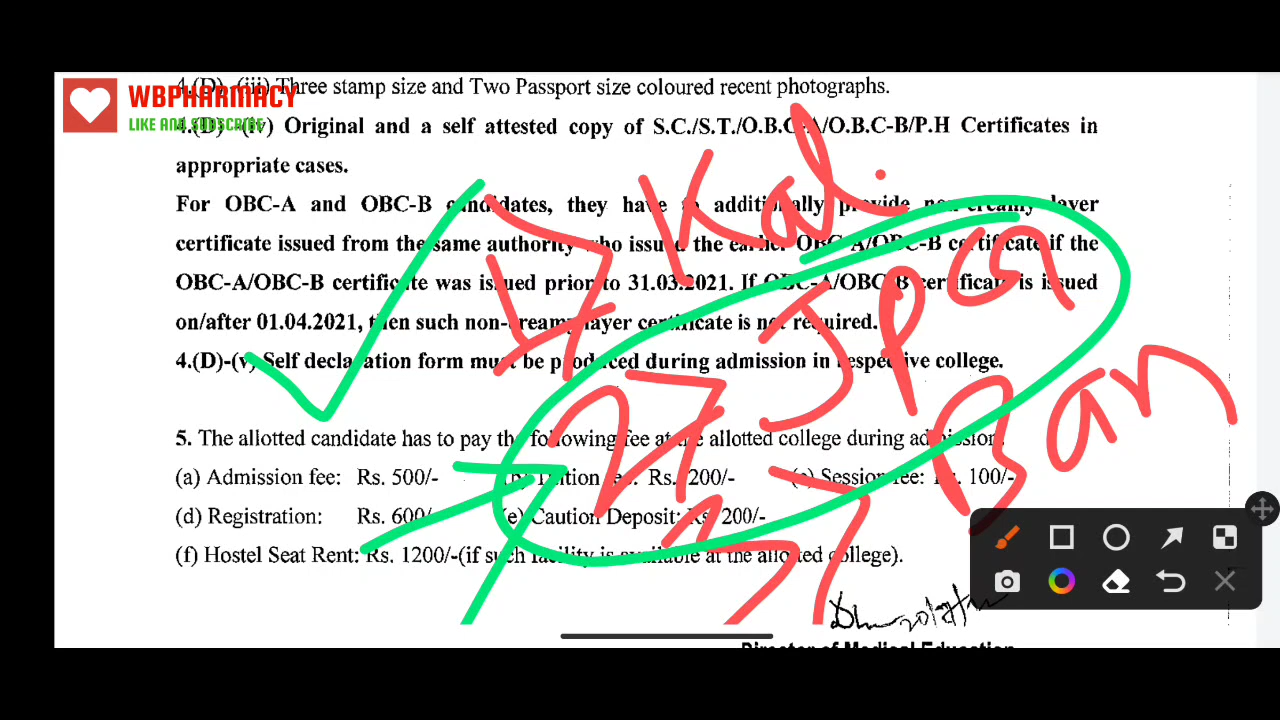 4.(D)-(iii) Three stamp size and Two Passport size coloured recent photographs.
WBPHARMACY
LIKE AND SUBSCRIBE
4.(D)-(iv) Original and a self attested copy of S.C./S.T./O.B.C-A/O.B.C-B/P.H Certificates in
appropriate cases.
For OBC-A and OBC-B candidates, they have to additionally provide non-creamy layer
certificate issued from the same authority who issued the earlier OBC-A/OBC-B certificate if the
OBC-A/OBC-B certificate was issued prior to 31.03.2021. If OBC-A/OBC-B certificate is issued
on/after 01.04.2021, then such non-creamy layer certificate is not required.
4.(D)-(v) Self declaration form must be produced during admission in respective college.
17 Kal.
27 Jpg
37 Ban
5. The allotted candidate has to pay the following fee at the allotted college during admission.
(a) Admission fee: Rs. 500/- (b) Tuition fee: Rs. 1200/- (c) Session fee: Rs. 100/-
(d) Registration: Rs. 600/- (e) Caution Deposit: Rs. 200/-
(f) Hostel Seat Rent: Rs. 1200/-(if such facility is available at the allotted college).
Director of Medical Education